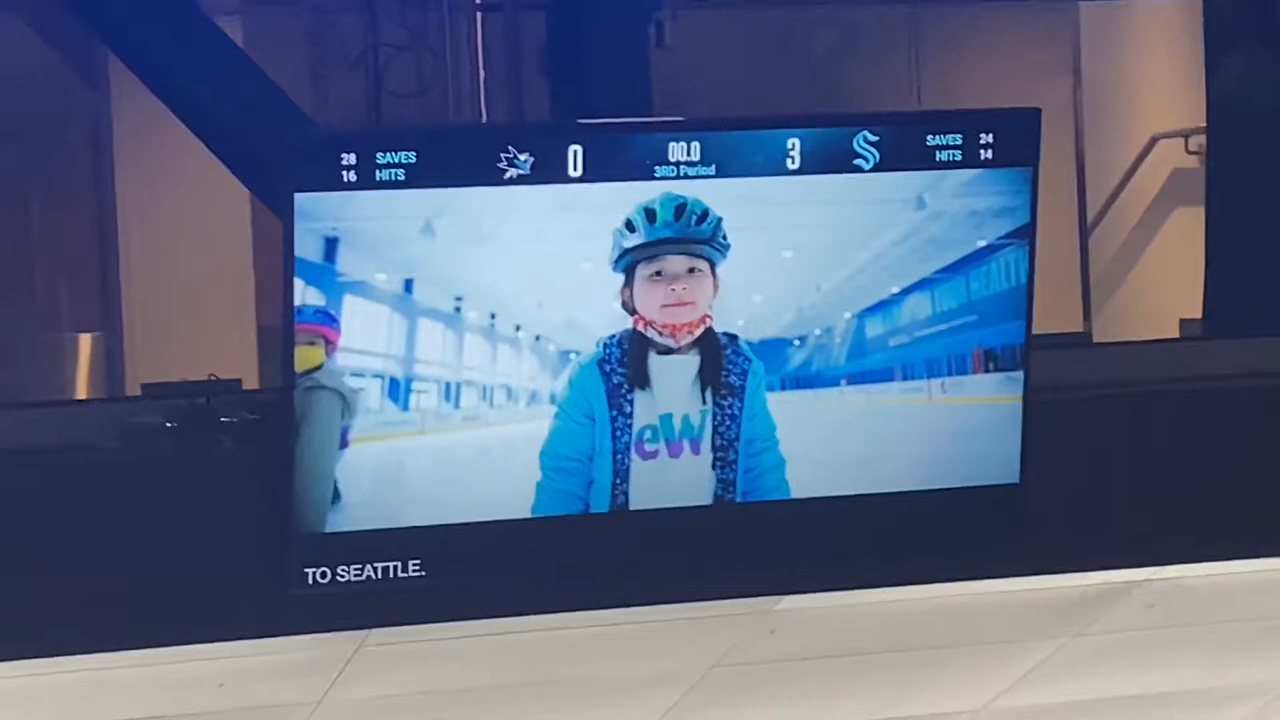 28 SAVES
16 HITS
0
00.0
3RD Period
3
SAVES 24
HITS 14
eW
TO SEATTLE.